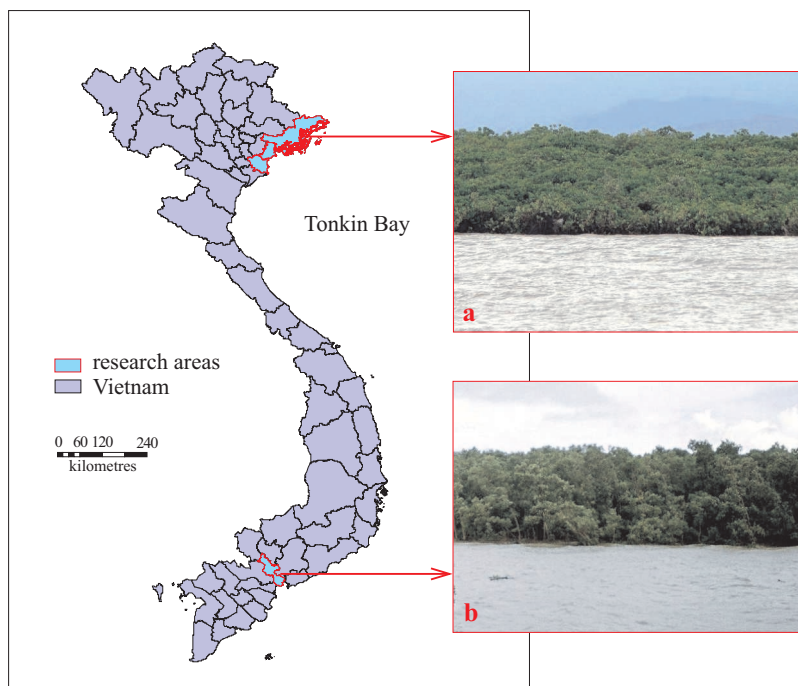 Tonkin Bay
a
research areas
Vietnam
0 60 120 240
kilometres
b